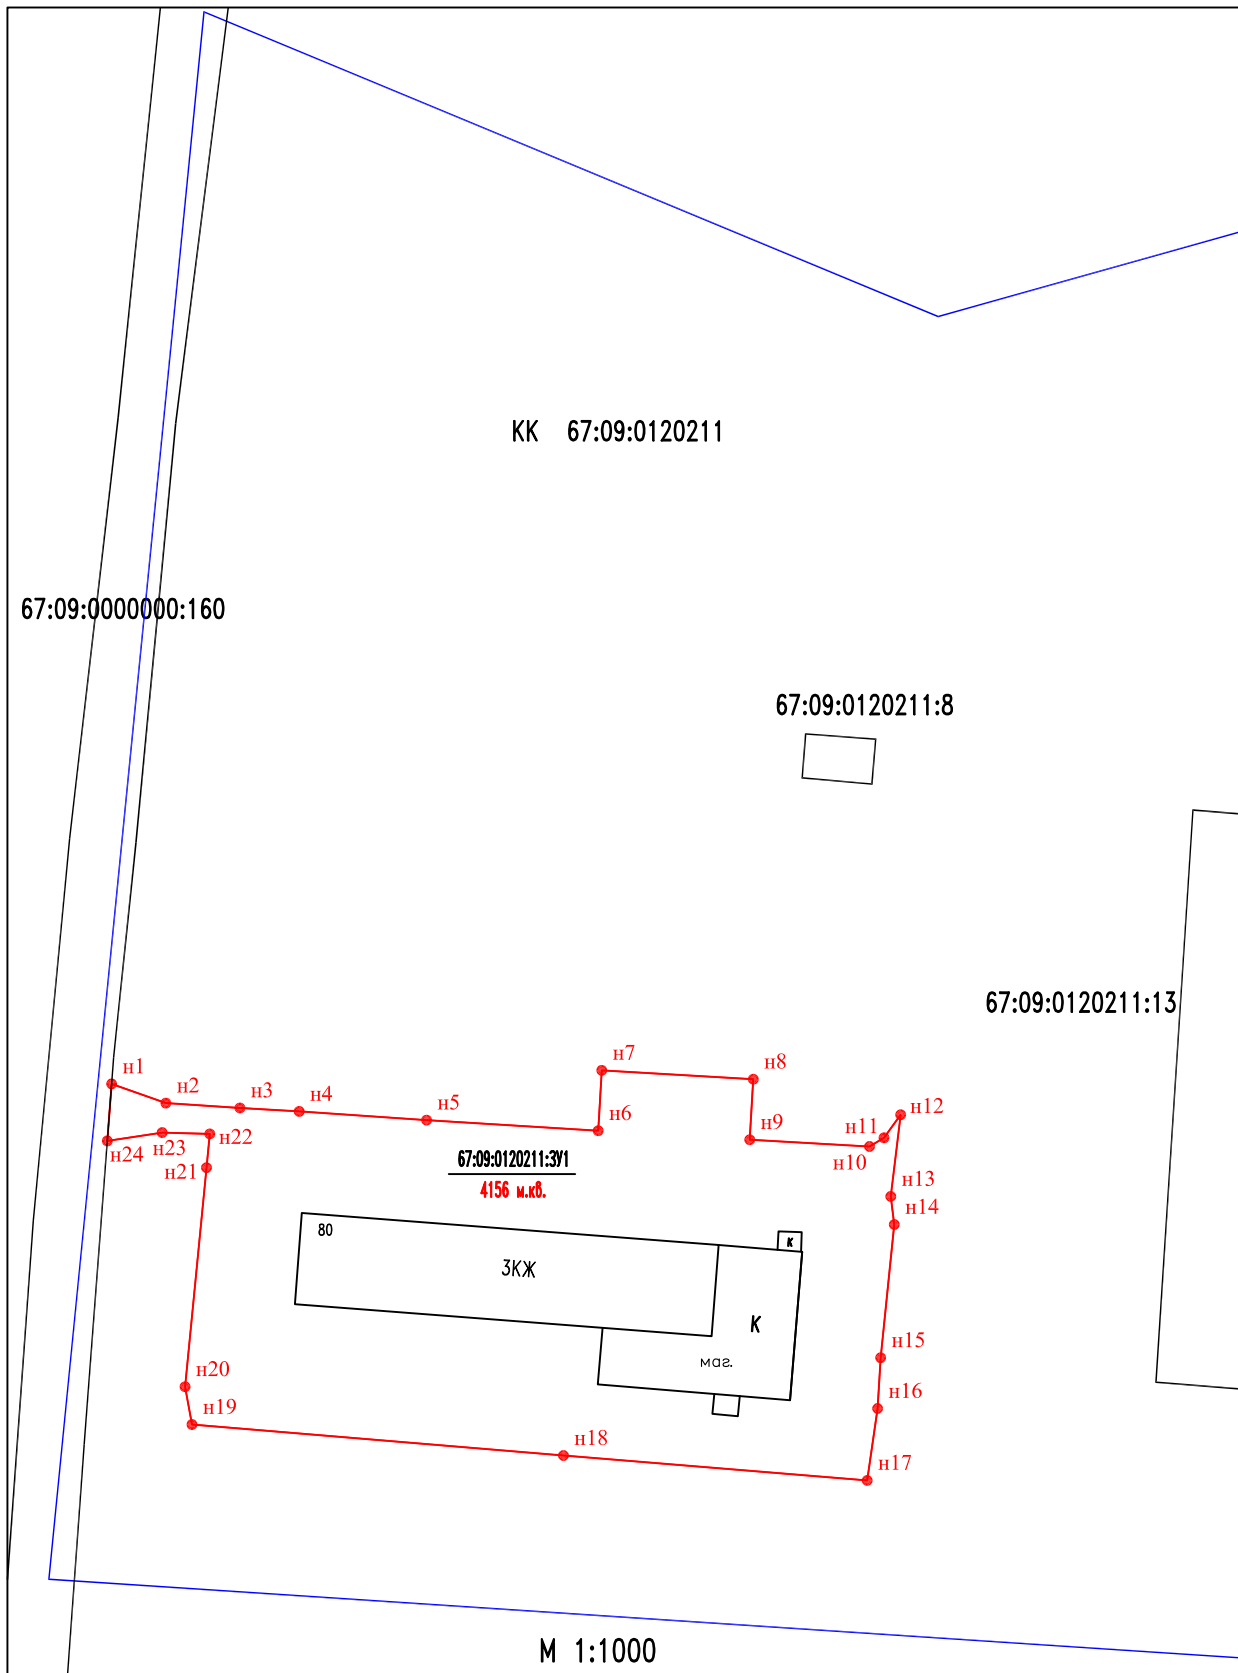 КК 67:09:0120211
67:09:0000000:160
67:09:0120211:8
67:09:0120211:13
н1
н2
н3
н4
н5
н6
н7
н8
н9
н10
н11
н12
н13
н14
н15
н16
н17
н18
н19
н20
н21
н22
н23
н24
67:09:0120211:ЗУ1
4156 м.кв.
80
3КЖ
к
К
маг.
М 1:1000